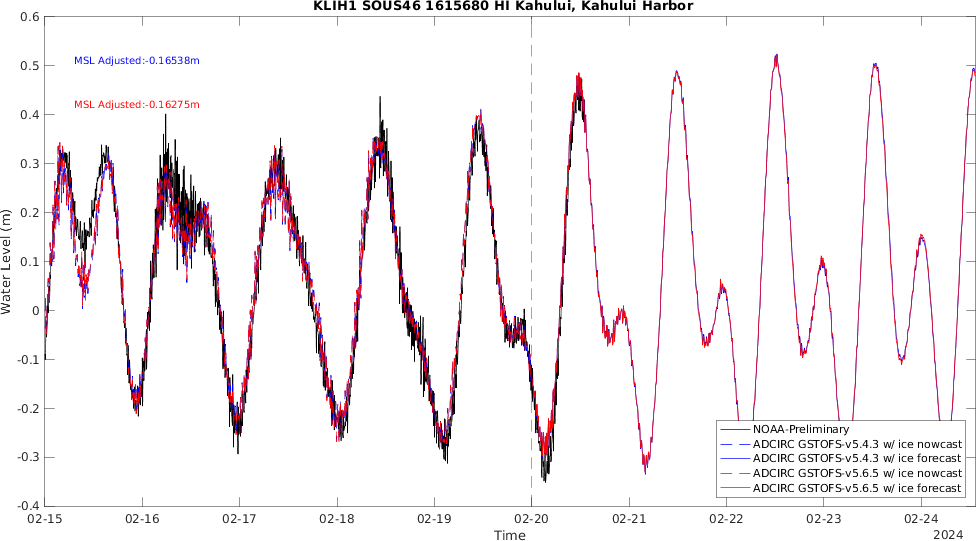 KLIH1 SOUS46 1615680 HI Kahului, Kahului Harbor
0.6
0.5
0.4
0.3
0.2
0.1
0
-0.1
-0.2
-0.3
-0.4
Water Level (m)
MSL Adjusted:-0.16538m
MSL Adjusted:-0.16275m
NOAA-Preliminary
ADCIRC GSTOFS-v5.4.3 w/ ice nowcast
ADCIRC GSTOFS-v5.4.3 w/ ice forecast
ADCIRC GSTOFS-v5.6.5 w/ ice nowcast
ADCIRC GSTOFS-v5.6.5 w/ ice forecast
02-15 02-16 02-17 02-18 02-19 02-20 02-21 02-22 02-23 02-24
Time
2024